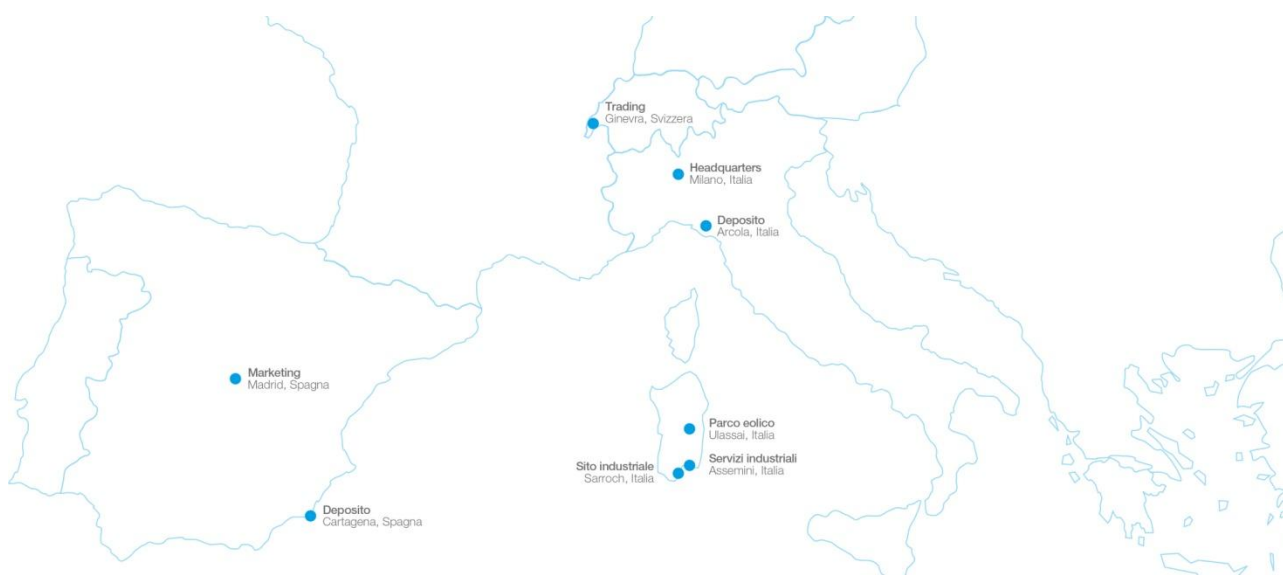 Trading
Ginevra, Svizzera
Headquarters
Milano, Italia
Deposito
Arcola, Italia
Marketing
Madrid, Spagna
Parco eolico
Ulassai, Italia
Servizi industriali
Assemini, Italia
Sito industriale
Sarroch, Italia
Deposito
Cartagena, Spagna